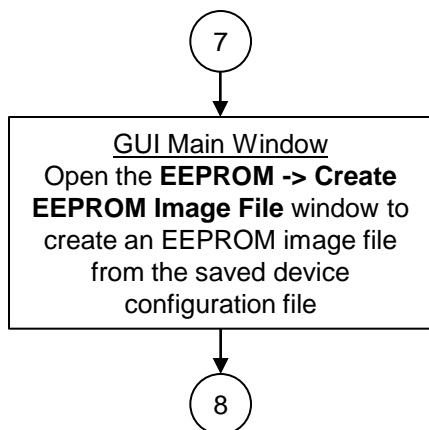 7
GUI Main Window
Open the EEPROM -> Create
EEPROM Image File window to
create an EEPROM image file
from the saved device
configuration file
8